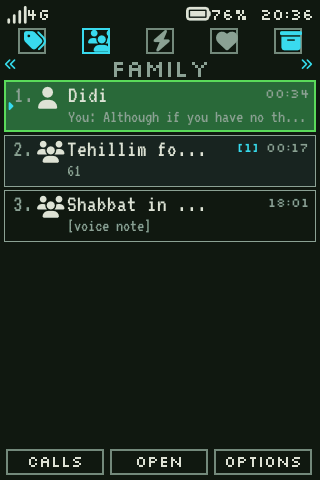 4G 76% 20:36
« FAMILY »
1. Didi 00:34
You: Although if you have no th...
2. Tehillim fo... [1] 00:17
61
3. Shabbat in ... 18:01
[voice note]
CALLS OPEN OPTIONS